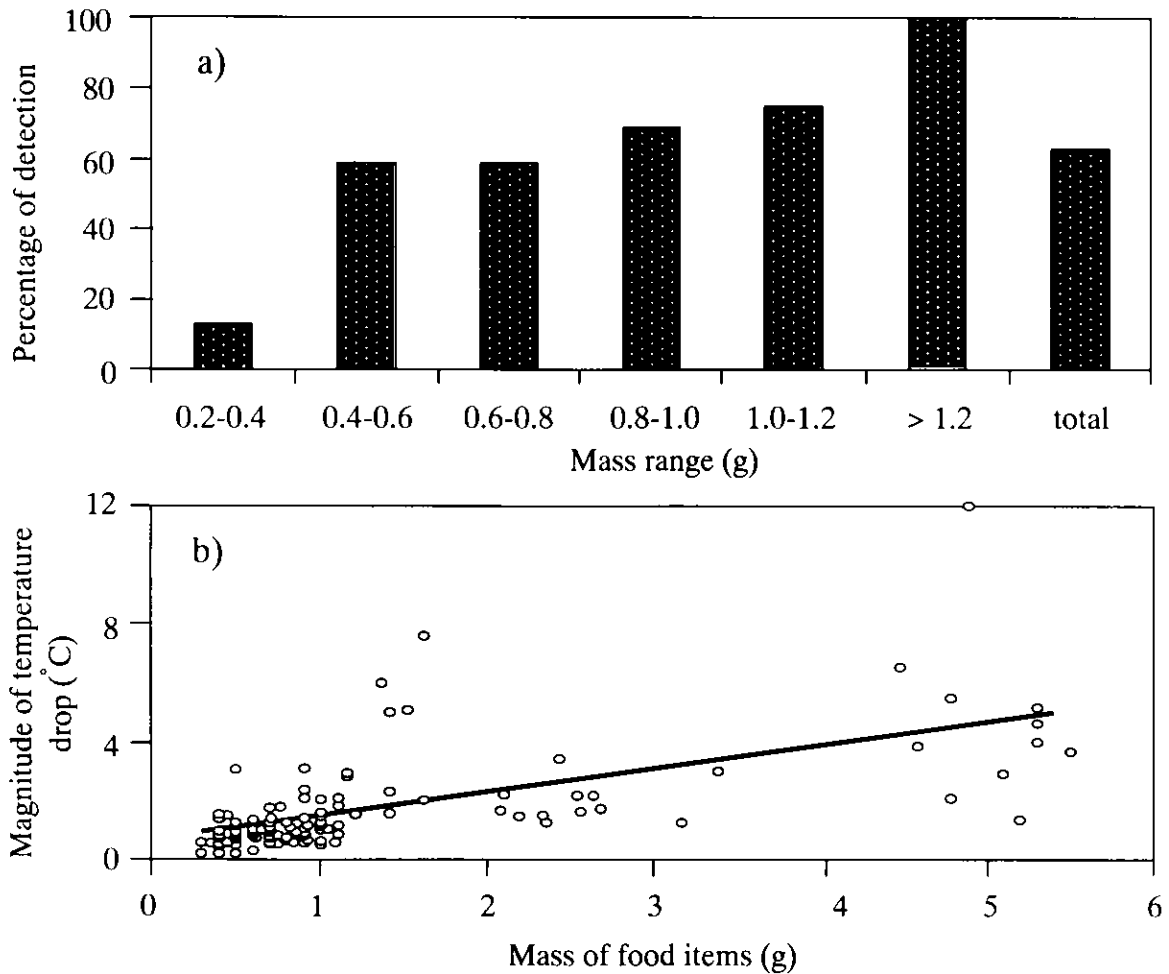 a)
Percentage of detection
100
80
60
40
20
0
0.2-0.4 0.4-0.6 0.6-0.8 0.8-1.0 1.0-1.2 > 1.2 total
Mass range (g)
b)
Magnitude of temperature
drop (°C)
12
8
4
0
0 1 2 3 4 5 6
Mass of food items (g)